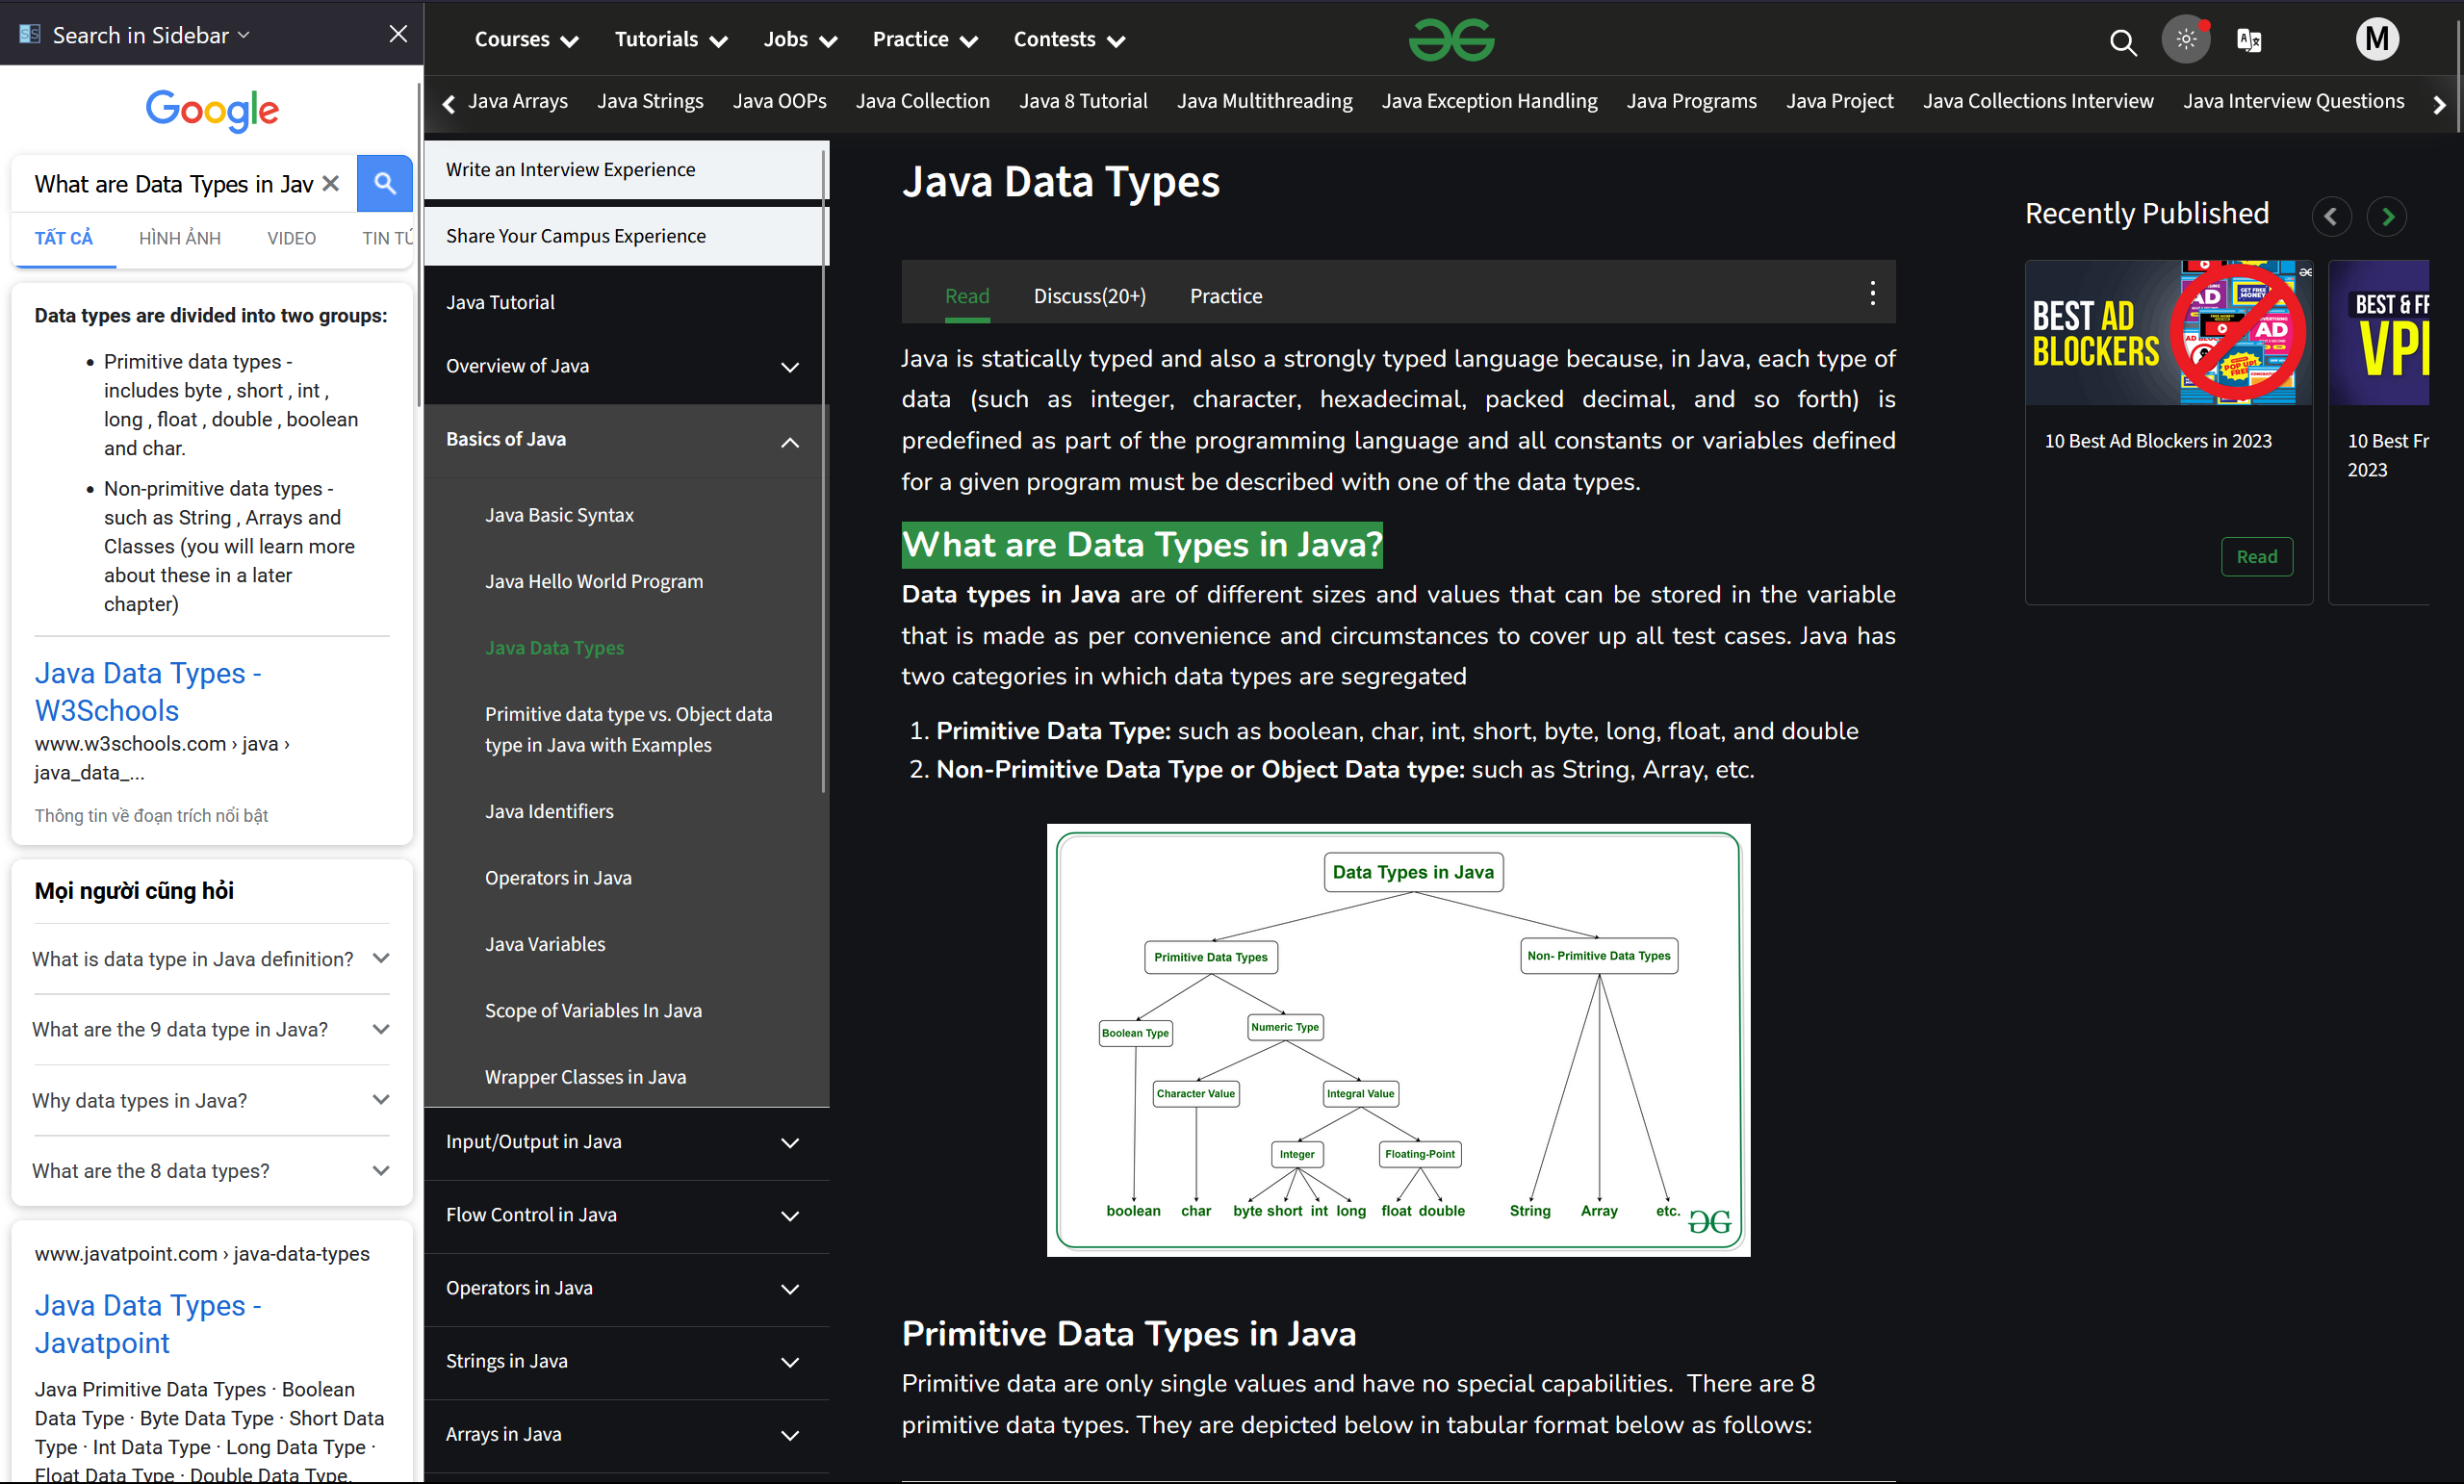 Search in Sidebar
Google
What are Data Types in Jav
TẤT CẢ
HÌNH ẢNH
VIDEO
TIN TỨ
Data types are divided into two groups:
• Primitive data types -
includes byte , short , int ,
long , float , double , boolean
and char.
• Non-primitive data types -
such as String , Arrays and
Classes (you will learn more
about these in a later
chapter)
Java Data Types -
W3Schools
www.w3schools.com › java ›
java_data_...
Thông tin về đoạn trích nổi bật
Mọi người cũng hỏi
What is data type in Java definition?
What are the 9 data type in Java?
Why data types in Java?
What are the 8 data types?
www.javatpoint.com › java-data-types
Java Data Types -
Javatpoint
Java Primitive Data Types · Boolean
Data Type · Byte Data Type · Short Data
Type · Int Data Type · Long Data Type ·
Float Data Type · Double Data Type.
Courses
Tutorials
Jobs
Practice
Contests
M
Java Arrays
Java Strings
Java OOPs
Java Collection
Java 8 Tutorial
Java Multithreading
Java Exception Handling
Java Programs
Java Project
Java Collections Interview
Java Interview Questions
Write an Interview Experience
Share Your Campus Experience
Java Tutorial
Overview of Java
Basics of Java
Java Basic Syntax
Java Hello World Program
Java Data Types
Primitive data type vs. Object data
type in Java with Examples
Java Identifiers
Operators in Java
Java Variables
Scope of Variables In Java
Wrapper Classes in Java
Input/Output in Java
Flow Control in Java
Operators in Java
Strings in Java
Arrays in Java
Java Data Types
Read
Discuss(20+)
Practice
Java is statically typed and also a strongly typed language because, in Java, each type of
data (such as integer, character, hexadecimal, packed decimal, and so forth) is
predefined as part of the programming language and all constants or variables defined
for a given program must be described with one of the data types.
What are Data Types in Java?
Data types in Java are of different sizes and values that can be stored in the variable
that is made as per convenience and circumstances to cover up all test cases. Java has
two categories in which data types are segregated
1. Primitive Data Type: such as boolean, char, int, short, byte, long, float, and double
2. Non-Primitive Data Type or Object Data type: such as String, Array, etc.
Data Types in Java
Primitive Data Types
Non- Primitive Data Types
Boolean Type
Numeric Type
Character Value
Integral Value
Integer
Floating-Point
boolean
char
byte short int long
float double
String
Array
etc.
Primitive Data Types in Java
Primitive data are only single values and have no special capabilities.  There are 8
primitive data types. They are depicted below in tabular format below as follows:
Recently Published
BEST AD
BLOCKERS
10 Best Ad Blockers in 2023
Read
BEST & FR
VP
10 Best Fr
2023